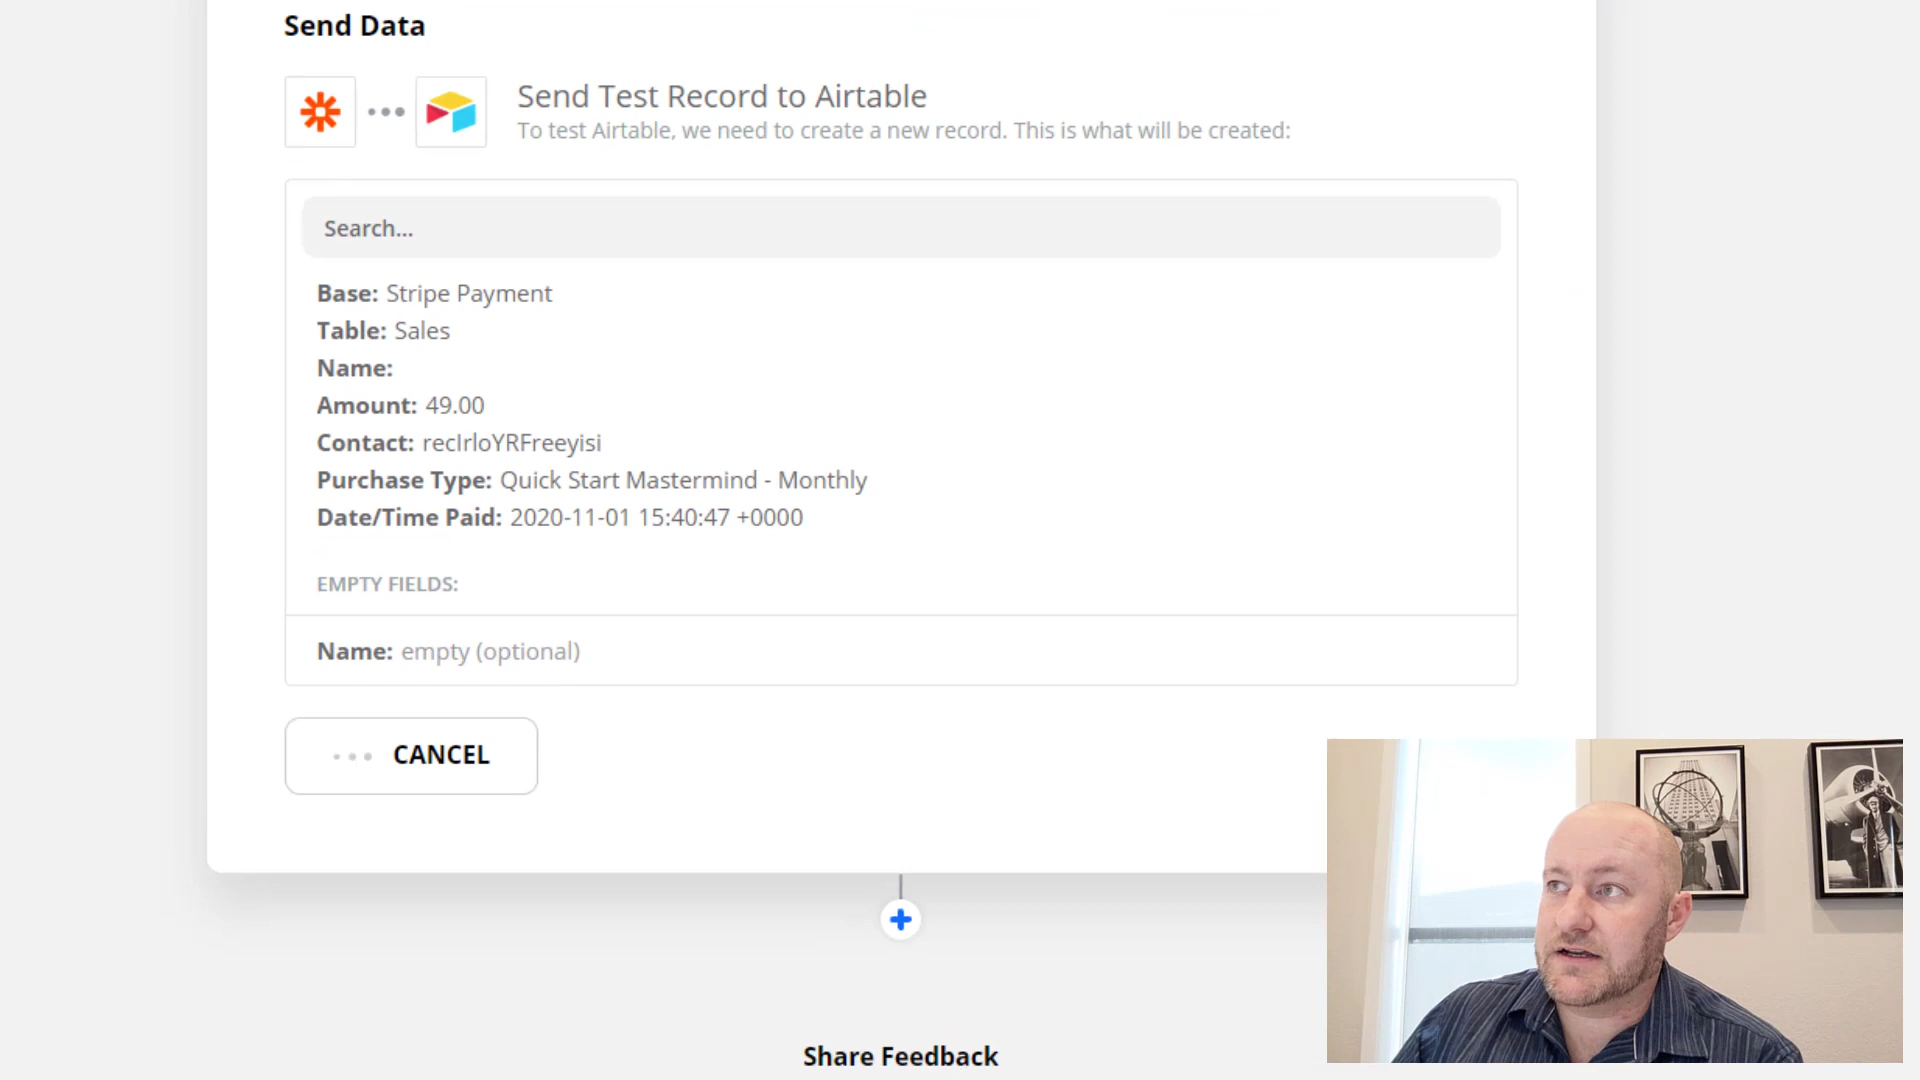 Send Data
Send Test Record to Airtable
To test Airtable, we need to create a new record. This is what will be created:
Search...
Base: Stripe Payment
Table: Sales
Name:
Amount: 49.00
Contact: recIrloYRFreeyisi
Purchase Type: Quick Start Mastermind - Monthly
Date/Time Paid: 2020-11-01 15:40:47 +0000
EMPTY FIELDS:
Name: empty (optional)
CANCEL
Share Feedback